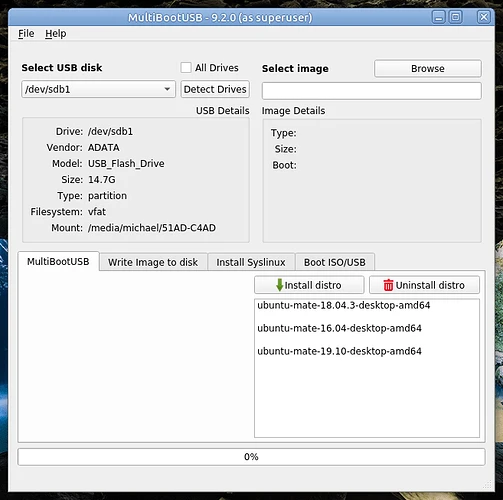 MultiBootUSB - 9.2.0 (as superuser)
File Help
Select USB disk
All Drives
/dev/sdb1
Detect Drives
Select image
Browse
USB Details
Drive: /dev/sdb1
Vendor: ADATA
Model: USB_Flash_Drive
Size: 14.7G
Type: partition
Filesystem: vfat
Mount: /media/michael/51AD-C4AD
Image Details
Type:
Size:
Boot:
MultiBootUSB
Write Image to disk
Install Syslinux
Boot ISO/USB
Install distro
Uninstall distro
ubuntu-mate-18.04.3-desktop-amd64
ubuntu-mate-16.04-desktop-amd64
ubuntu-mate-19.10-desktop-amd64
0%